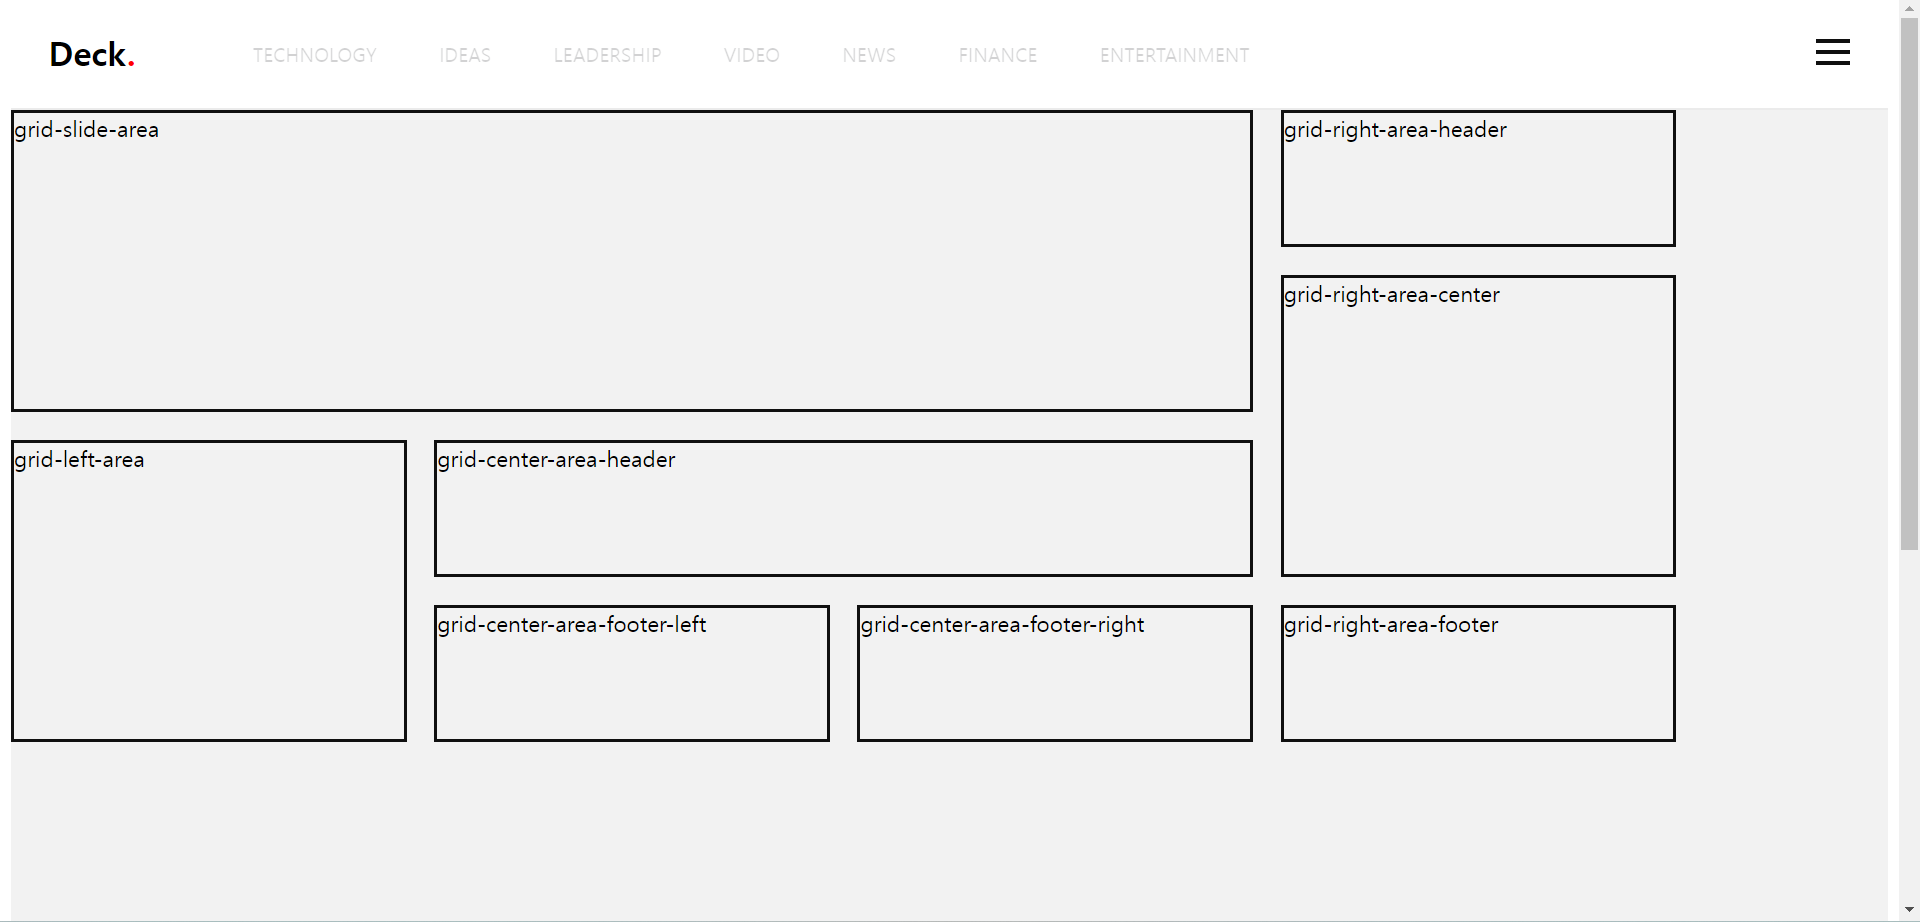 Deck.
TECHNOLOGY IDEAS LEADERSHIP VIDEO NEWS FINANCE ENTERTAINMENT
grid-slide-area
grid-right-area-header
grid-right-area-center
grid-left-area
grid-center-area-header
grid-center-area-footer-left
grid-center-area-footer-right
grid-right-area-footer